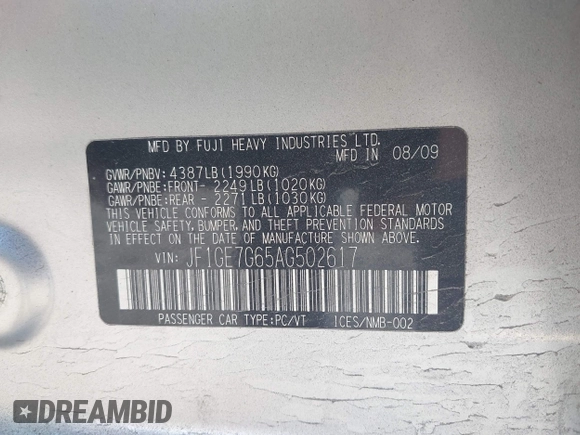 MFD BY FUJI HEAVY INDUSTRIES LTD.
MFD IN 08/09
GVWR/PNBV: 4387LB(1990KG)
GAWR/PNBE:FRONT- 2249LB(1020KG)
GAWR/PNBE:REAR - 2271LB(1030KG)
THIS VEHICLE CONFORMS TO ALL APPLICABLE FEDERAL MOTOR
VEHICLE SAFETY,BUMPER,AND THEFT PREVENTION STANDARDS
IN EFFECT ON THE DATE OF MANUFACTURE SHOWN ABOVE.
VIN: JF1GE7G65AG502617
PASSENGER CAR TYPE:PC/VT 1CES/NMB-002
DREAMBID